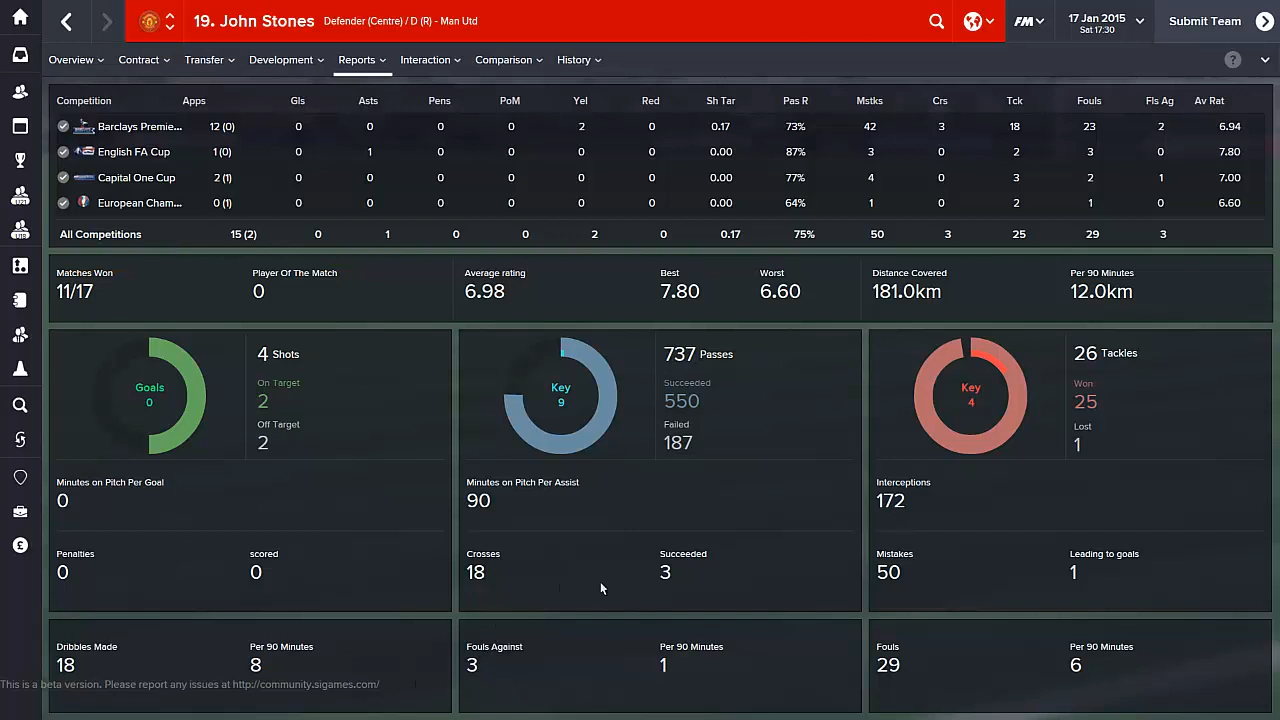 19. John Stones Defender (Centre) / D (R) - Man Utd
FM
17 Jan 2015
Sat 17:30
Submit Team
Overview Contract Transfer Development Reports Interaction Comparison History
?
Competition Apps Gls Asts Pens PoM Yel Red Sh Tar Pas R Mstks Crs Tck Fouls Fls Ag Av Rat
Barclays Premie... 12 (0) 0 0 0 0 2 0 0.17 73% 42 3 18 23 2 6.94
English FA Cup 1 (0) 0 1 0 0 0 0 0.00 87% 3 0 2 3 0 7.80
Capital One Cup 2 (1) 0 0 0 0 0 0 0.00 77% 4 0 3 2 1 7.00
European Cham... 0 (1) 0 0 0 0 0 0 0.00 64% 1 0 2 1 0 6.60
All Competitions 15 (2) 0 1 0 0 2 0 0.17 75% 50 3 25 29 3
Matches Won Player Of The Match Average rating Best Worst Distance Covered Per 90 Minutes
11/17 0 6.98 7.80 6.60 181.0km 12.0km
Goals
0
4 Shots
On Target
2
Off Target
2
Minutes on Pitch Per Goal
0
Penalties scored
0 0
Key
9
737 Passes
Succeeded
550
Failed
187
Minutes on Pitch Per Assist
90
Crosses Succeeded
18 3
Key
4
26 Tackles
Won
25
Lost
1
Interceptions
172
Mistakes Leading to goals
50 1
Dribbles Made Per 90 Minutes
18 8
Fouls Against Per 90 Minutes
3 1
Fouls Per 90 Minutes
29 6
This is a beta version. Please report any issues at http://community.sigames.com/